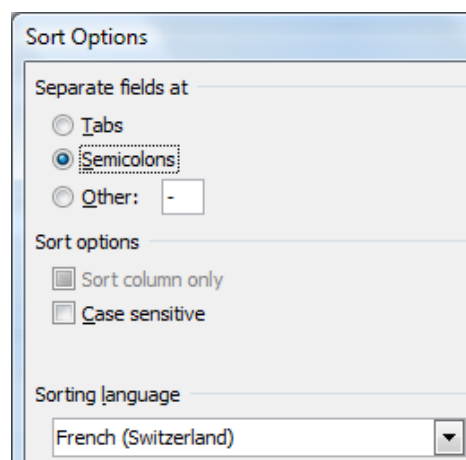 Sort Options
Separate fields at
Tabs
Semicolons
Other: -
Sort options
Sort column only
Case sensitive
Sorting language
French (Switzerland)